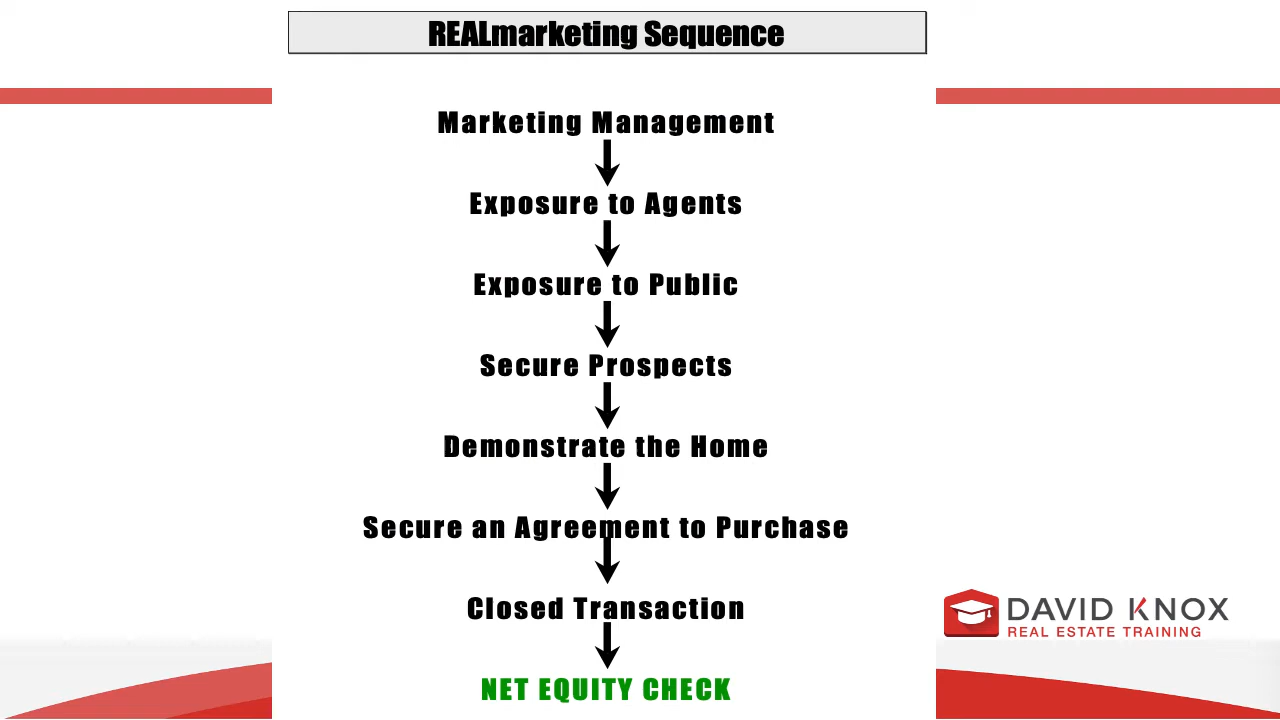 REALmarketing Sequence
Marketing Management
Exposure to Agents
Exposure to Public
Secure Prospects
Demonstrate the Home
Secure an Agreement to Purchase
Closed Transaction
NET EQUITY CHECK
DAVID KNOX
REAL ESTATE TRAINING